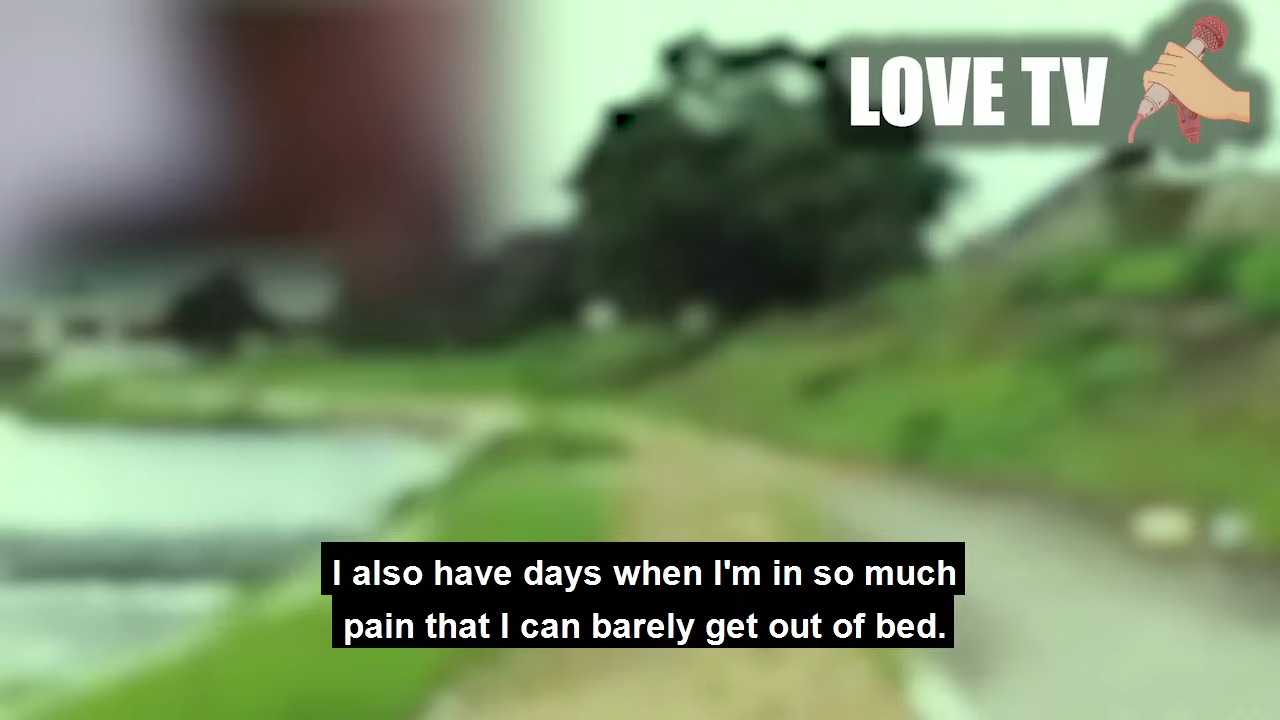 LOVE TV
I also have days when I'm in so much
pain that I can barely get out of bed.